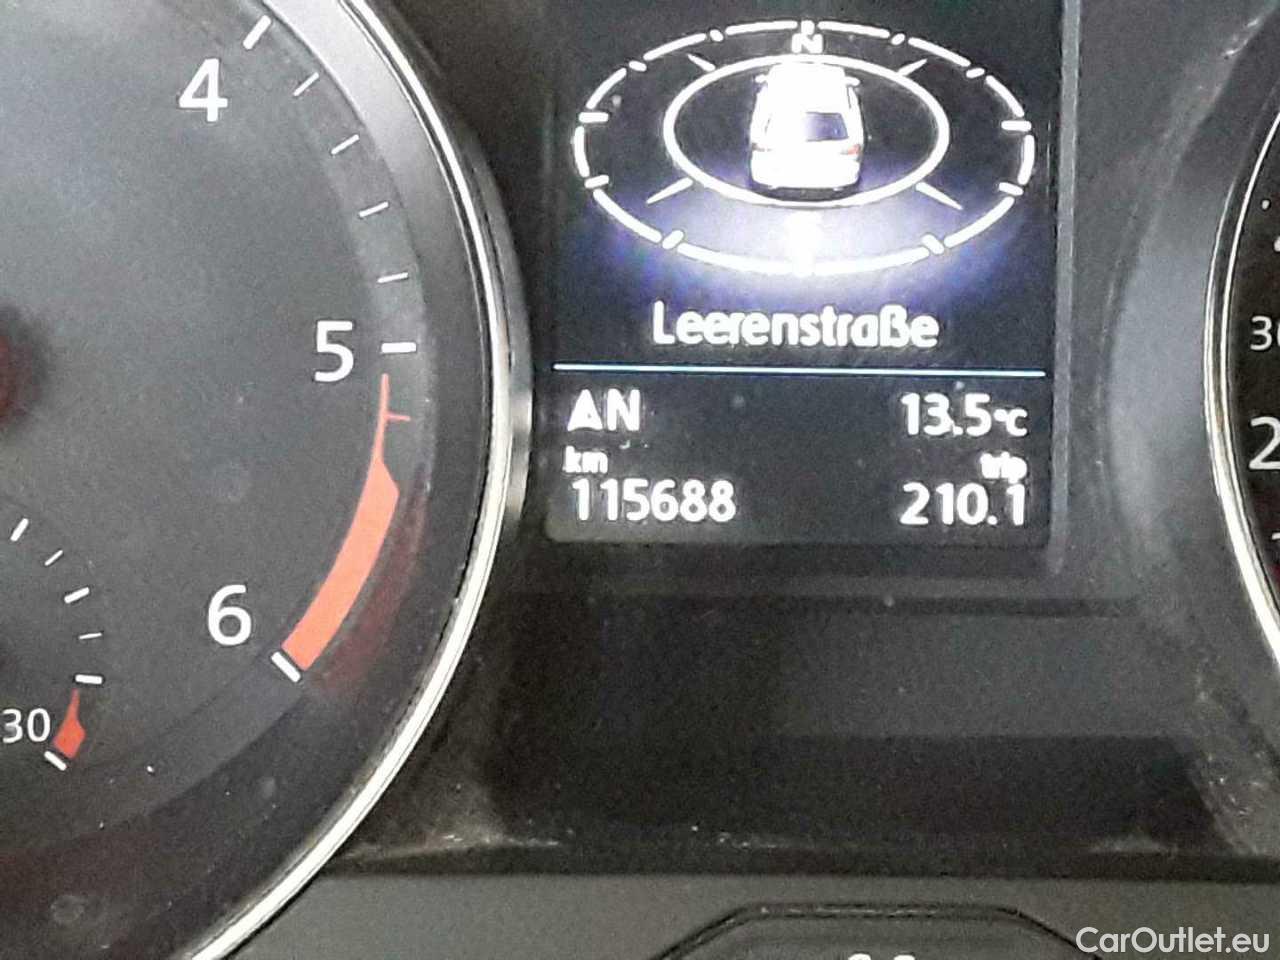 4
5
6
30
N
Leerenstraße
AN 13.5°C
km trip
115688 210.1
CarOutlet.eu